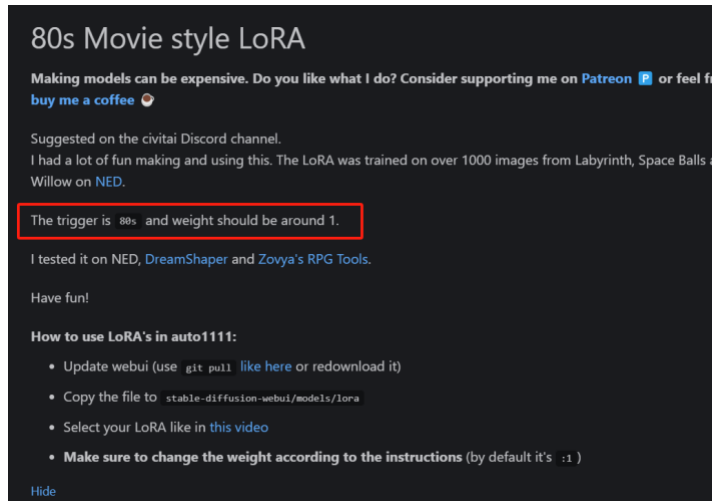 80s Movie style LoRA
Making models can be expensive. Do you like what I do? Consider supporting me on Patreon or feel
buy me a coffee
Suggested on the civitai Discord channel.
I had a lot of fun making and using this. The LoRA was trained on over 1000 images from Labyrinth, Space Balls
Willow on NED.
The trigger is 80s and weight should be around 1.
I tested it on NED, DreamShaper and Zovya's RPG Tools.
Have fun!
How to use LoRA's in auto1111:
• Update webui (use git pull like here or redownload it)
• Copy the file to stable-diffusion-webui/models/lora
• Select your LoRA like in this video
• Make sure to change the weight according to the instructions (by default it's :1 )
Hide